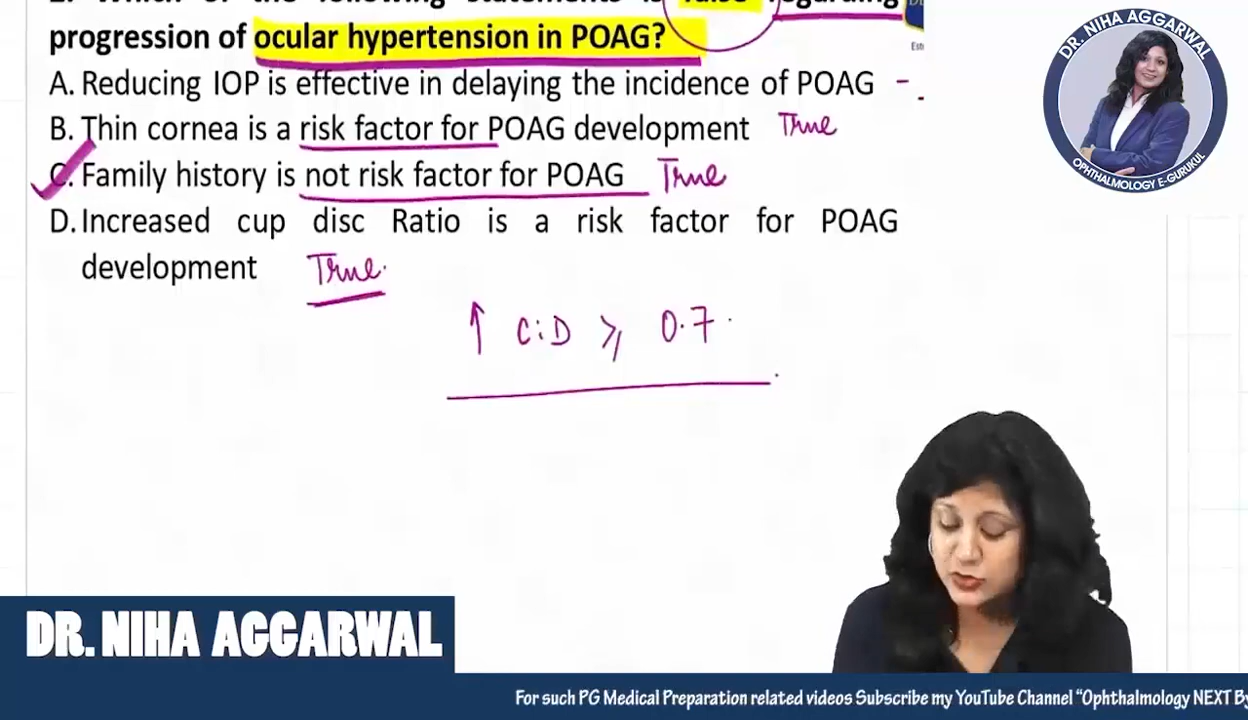 progression of ocular hypertension in POAG?
A. Reducing IOP is effective in delaying the incidence of POAG -
B. Thin cornea is a risk factor for POAG development True
C. Family history is not risk factor for POAG True
D. Increased cup disc Ratio is a risk factor for POAG
development True.
↑ C:D ≥ 0.7
DR. NIHA AGGARWAL
OPHTHALMOLOGY E-GURUKUL
DR. NIHA AGGARWAL
For such PG Medical Preparation related videos Subscribe my YouTube Channel "Ophthalmology NEXT By